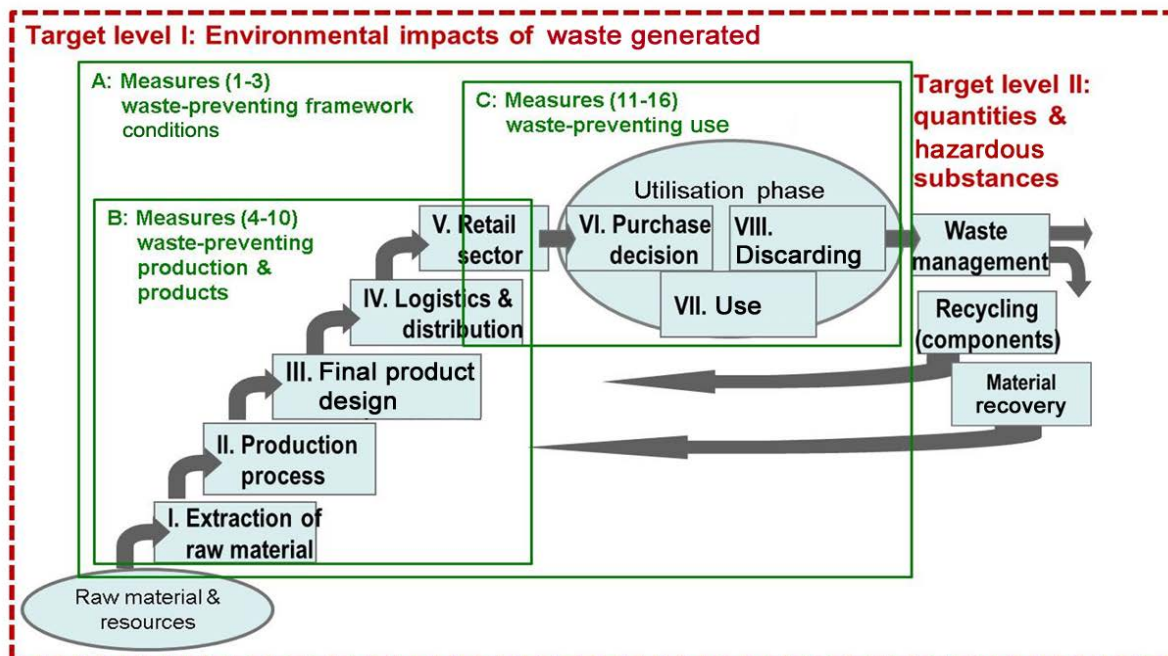 Target level I: Environmental impacts of waste generated
A: Measures (1-3)
waste-preventing framework
conditions
C: Measures (11-16)
waste-preventing use
Target level II:
quantities &
hazardous
substances
B: Measures (4-10)
waste-preventing
production &
products
Utilisation phase
V. Retail
sector
VI. Purchase
decision
VIII.
Discarding
VII. Use
Waste
management
IV. Logistics &
distribution
Recycling
(components)
III. Final product
design
Material
recovery
II. Production
process
I. Extraction of
raw material
Raw material &
resources